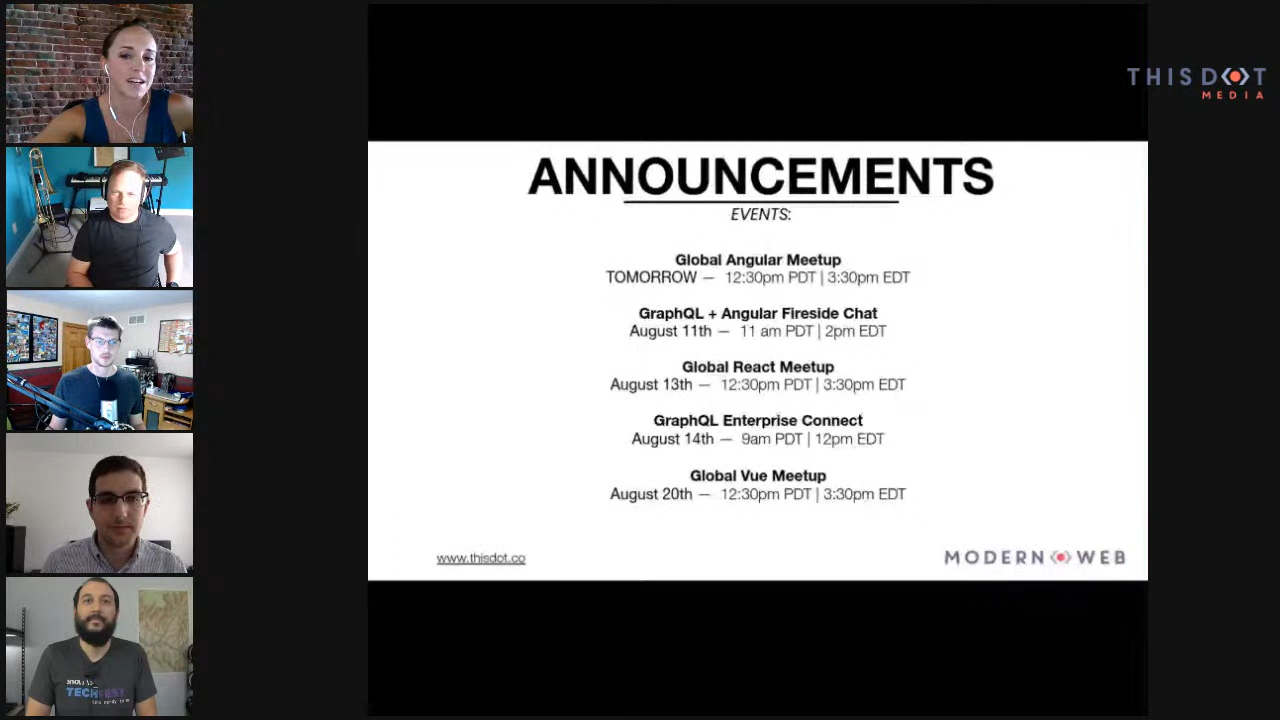 THIS DOT
MEDIA
ANNOUNCEMENTS
EVENTS:
Global Angular Meetup
TOMORROW — 12:30pm PDT | 3:30pm EDT
GraphQL + Angular Fireside Chat
August 11th — 11 am PDT | 2pm EDT
Global React Meetup
August 13th — 12:30pm PDT | 3:30pm EDT
GraphQL Enterprise Connect
August 14th — 9am PDT | 12pm EDT
Global Vue Meetup
August 20th — 12:30pm PDT | 3:30pm EDT
www.thisdot.co
MODERN WEB
TECHFEST